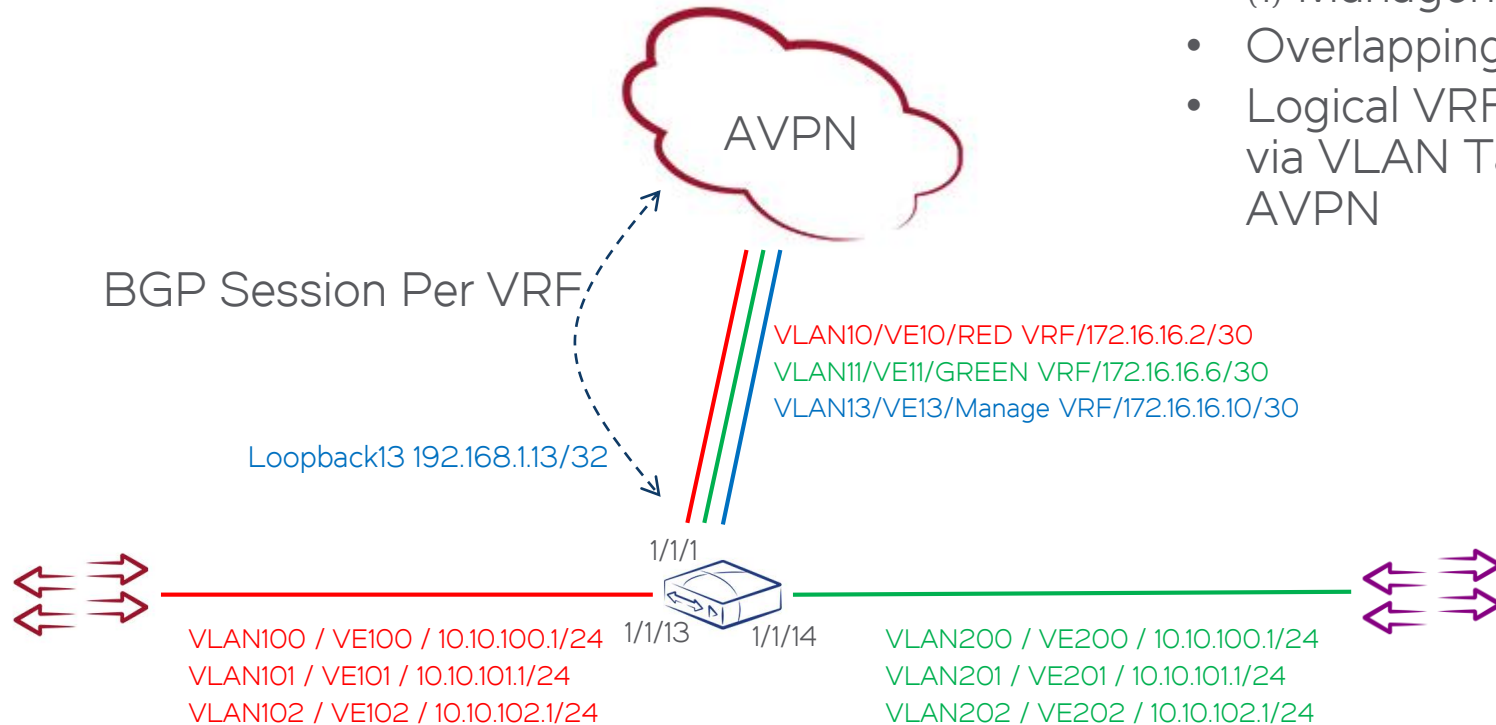 (1) 
• Overlapping
• Logical
via VLAN
AVPN
AVPN
BGP Session Per VRF
VLAN10/VE10/RED VRF/172.16.16.2/30
VLAN11/VE11/GREEN VRF/172.16.16.6/30
VLAN13/VE13/Manage VRF/172.16.16.10/30
Loopback13 192.168.1.13/32
1/1/1
1/1/13
1/1/14
VLAN100 / VE100 / 10.10.100.1/24
VLAN101 / VE101 / 10.10.101.1/24
VLAN102 / VE102 / 10.10.102.1/24
VLAN200 / VE200 / 10.10.100.1/24
VLAN201 / VE201 / 10.10.101.1/24
VLAN202 / VE202 / 10.10.102.1/24